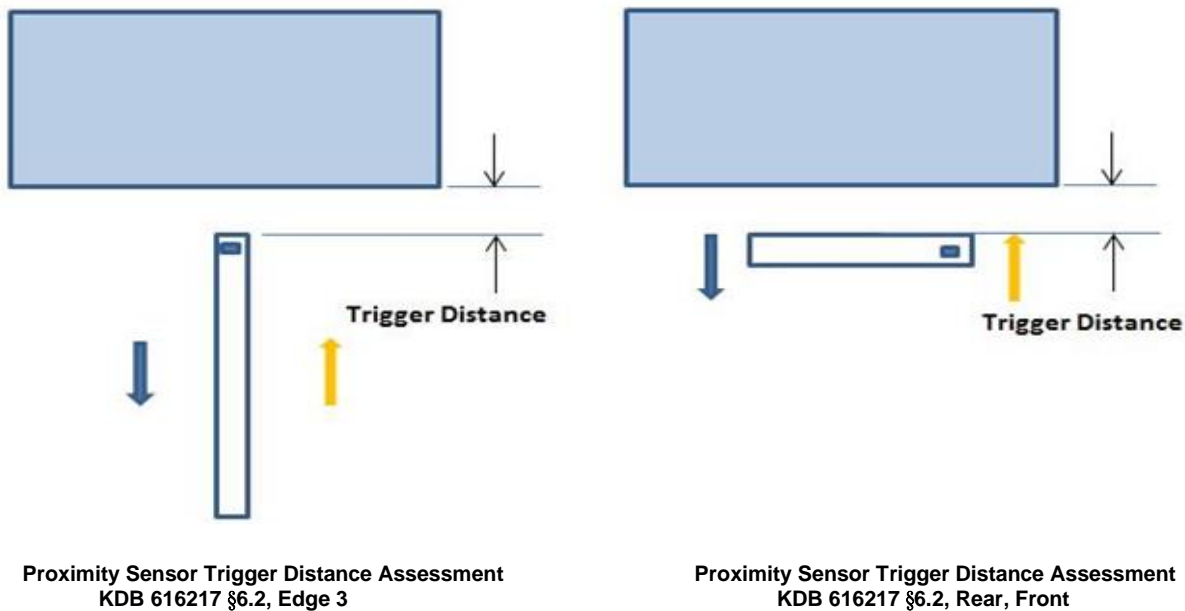 Trigger Distance
Trigger Distance
Proximity Sensor Trigger Distance Assessment
KDB 616217 §6.2, Edge 3
Proximity Sensor Trigger Distance Assessment
KDB 616217 §6.2, Rear, Front